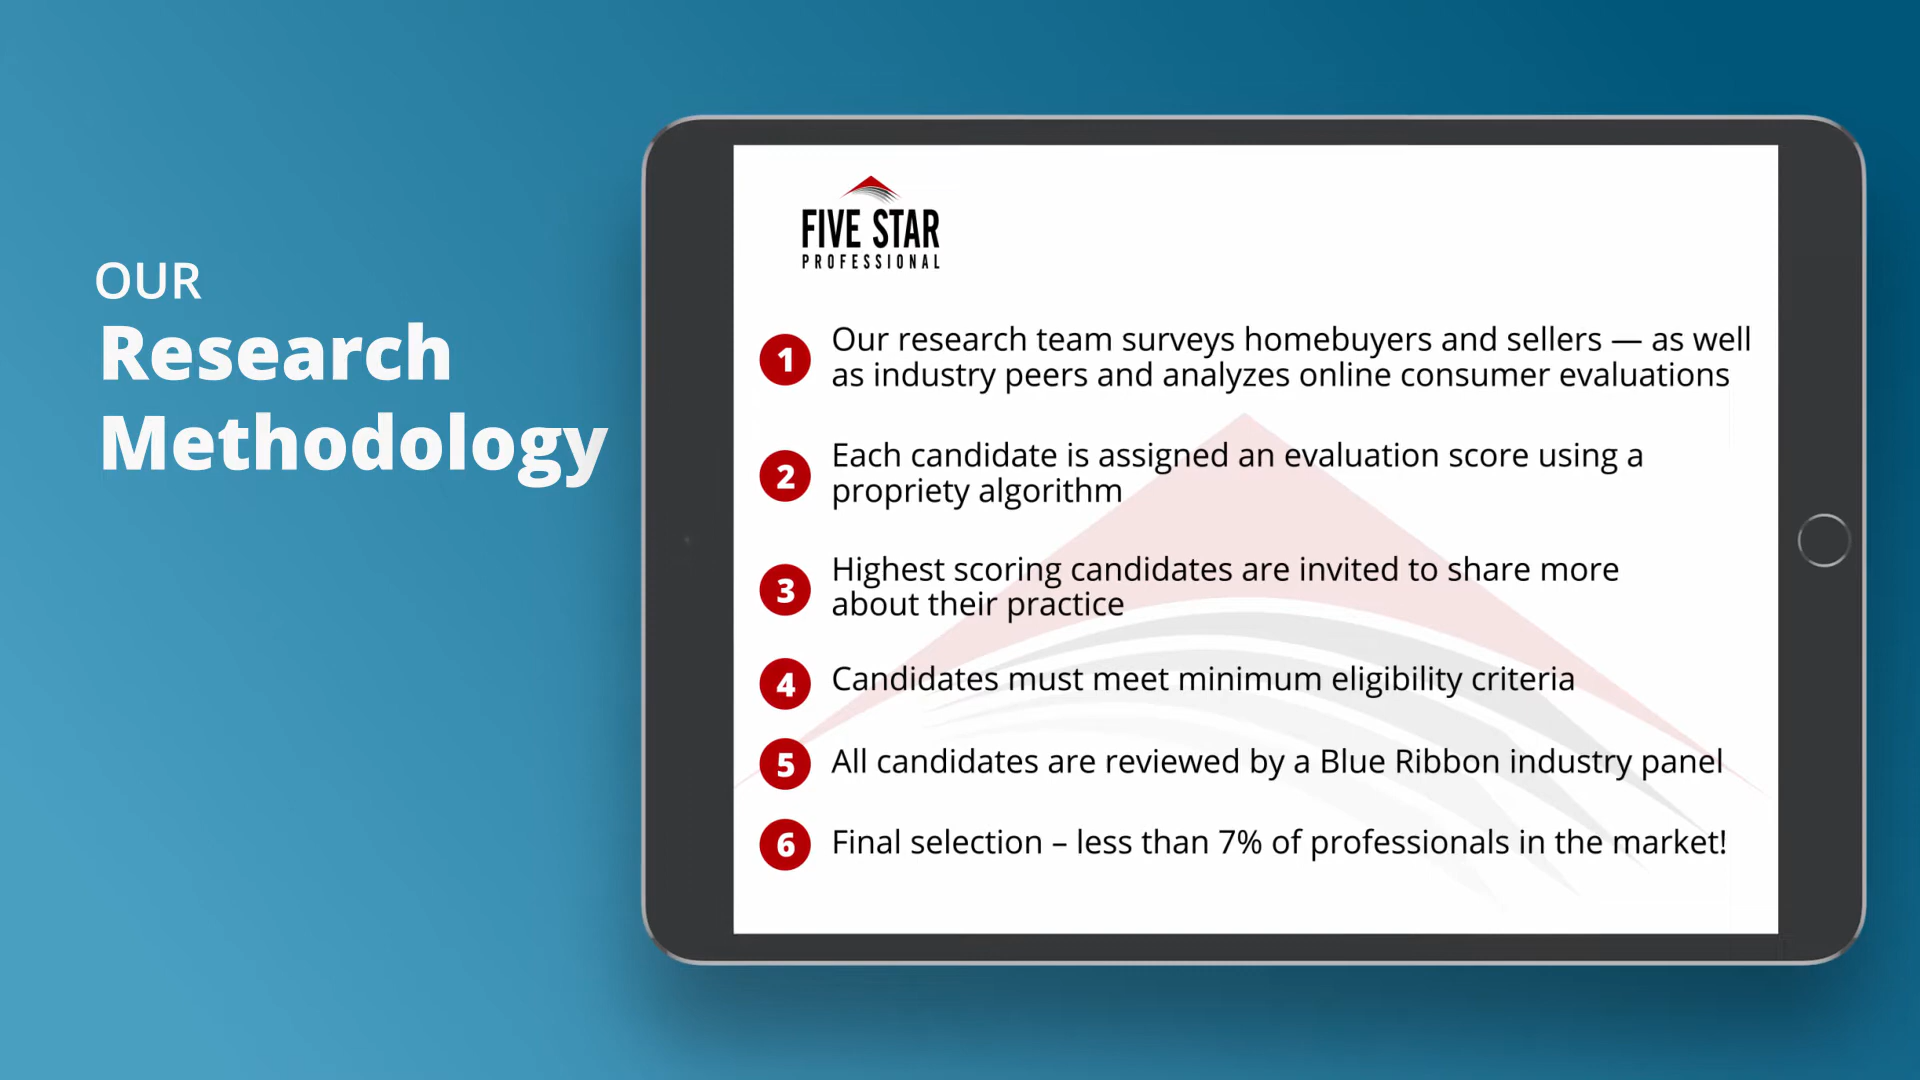 OUR
Research
Methodology
FIVE STAR
PROFESSIONAL
1 Our research team surveys homebuyers and sellers — as well
as industry peers and analyzes online consumer evaluations
2 Each candidate is assigned an evaluation score using a
propriety algorithm
3 Highest scoring candidates are invited to share more
about their practice
4 Candidates must meet minimum eligibility criteria
5 All candidates are reviewed by a Blue Ribbon industry panel
6 Final selection – less than 7% of professionals in the market!